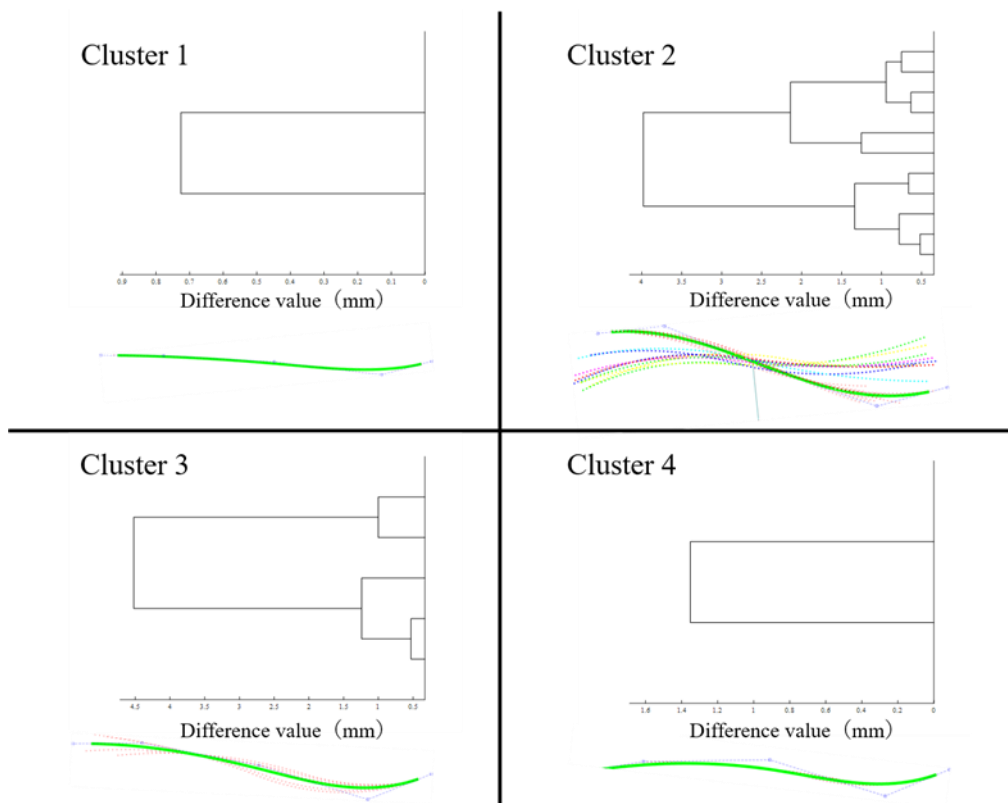 Cluster 1
0.9 0.8 0.7 0.6 0.5 0.4 0.3 0.2 0.1 0
Difference value（mm）
Cluster 2
4 3.5 3 2.5 2 1.5 1 0.5
Difference value（mm）
Cluster 3
4.5 4 3.5 3 2.5 2 1.5 1 0.5
Difference value（mm）
Cluster 4
1.6 1.4 1.2 1 0.8 0.6 0.4 0.2 0
Difference value（mm）